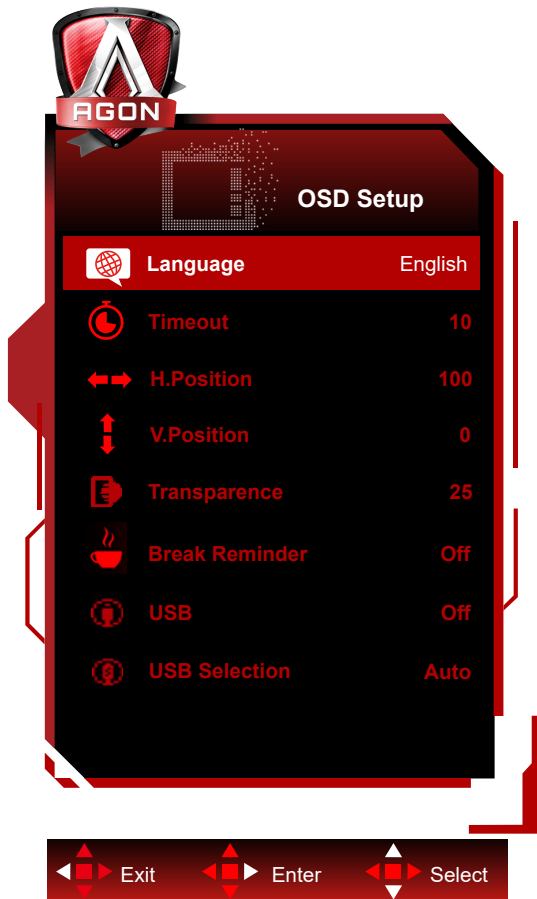 AGON
OSD Setup
Language English
Timeout 10
H.Position 100
V.Position 0
Transparence 25
Break Reminder Off
USB Off
USB Selection Auto
Exit Enter Select